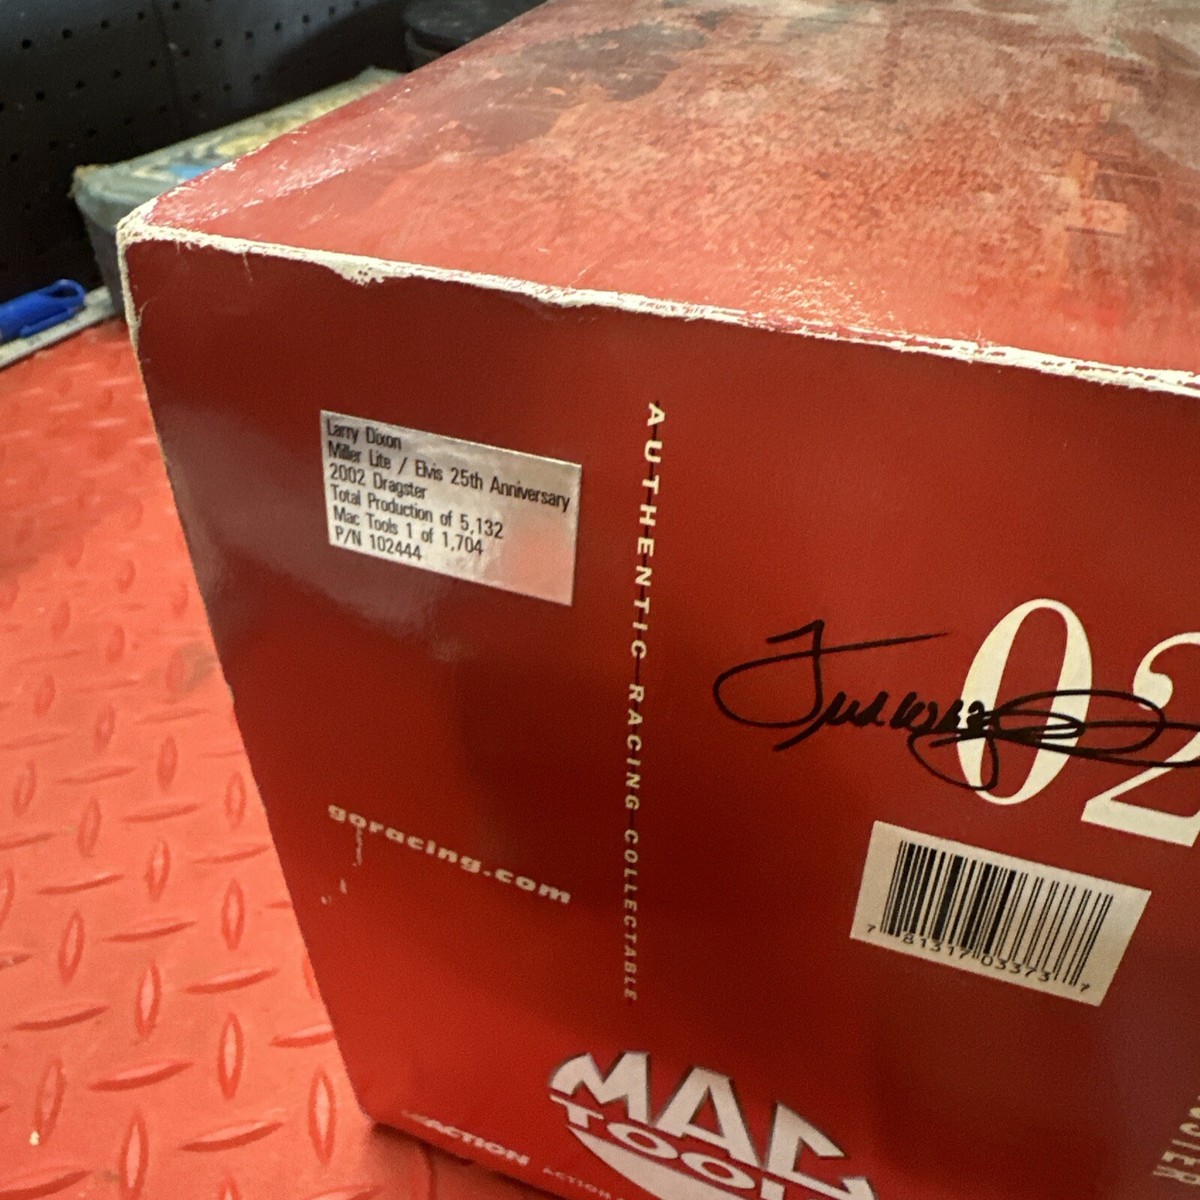 Larry Dixon
Miller Lite / Elvis 25th Anniversary
2002 Dragster
Total Production of 5,132
Mac Tools 1 of 1,704
P/N 102444
AUTHENTIC RACING COLLECTABLE
02
goracing.com
7 81317 03373 7
MAC
TOOL
ACTION